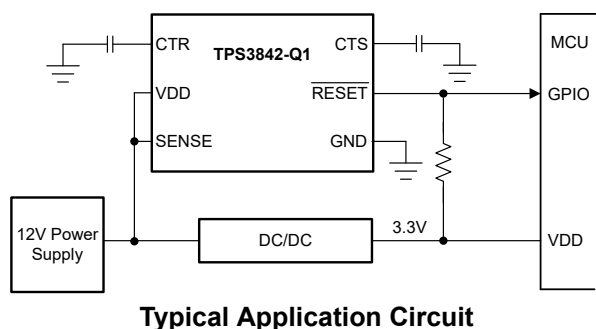 CTR
TPS3842-Q1
CTS
MCU
VDD
RESET
GPIO
SENSE
GND
12V Power
Supply
DC/DC
3.3V
VDD
Typical Application Circuit